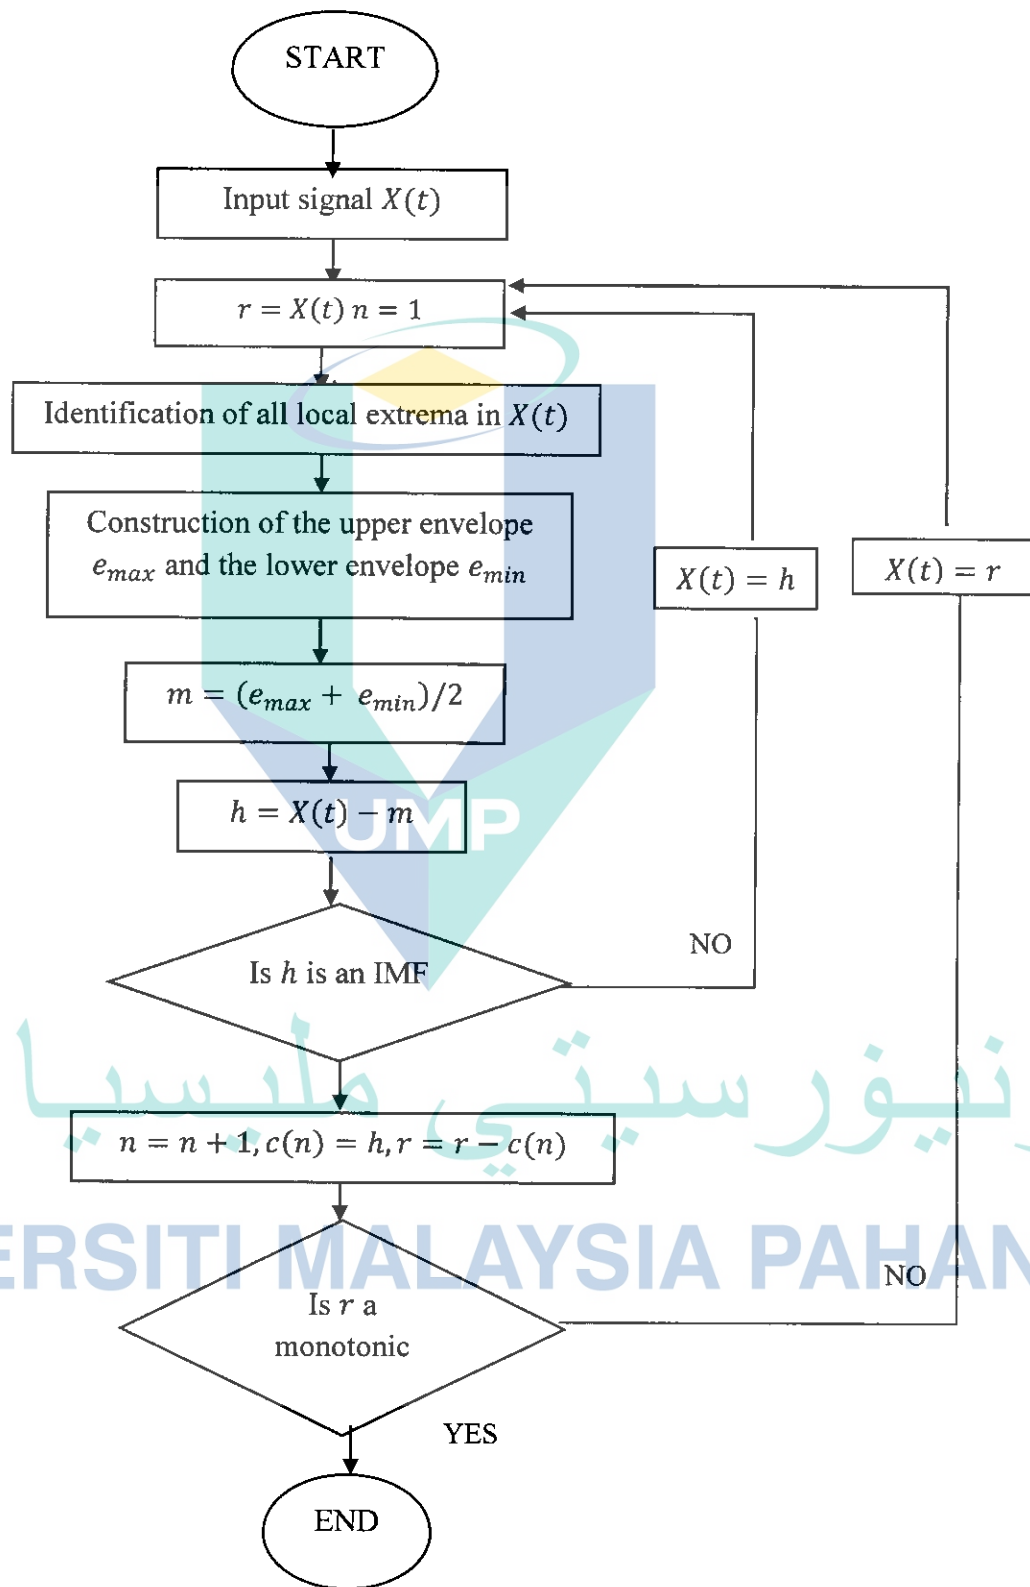 START
Input signal X(t)
r = X(t) n = 1
Identification of all local extrema in X(t)
Construction of the upper envelope
e_max and the lower envelope e_min
X(t) = h
X(t) = r
m = (e_max + e_min)/2
h = X(t) − m
UMP
Is h is an IMF
NO
نيۏرسيتي مليسيا
n = n + 1, c(n) = h, r = r − c(n)
ERSITI MALAYSIA PAHAN
NO
Is r a
monotonic
YES
END